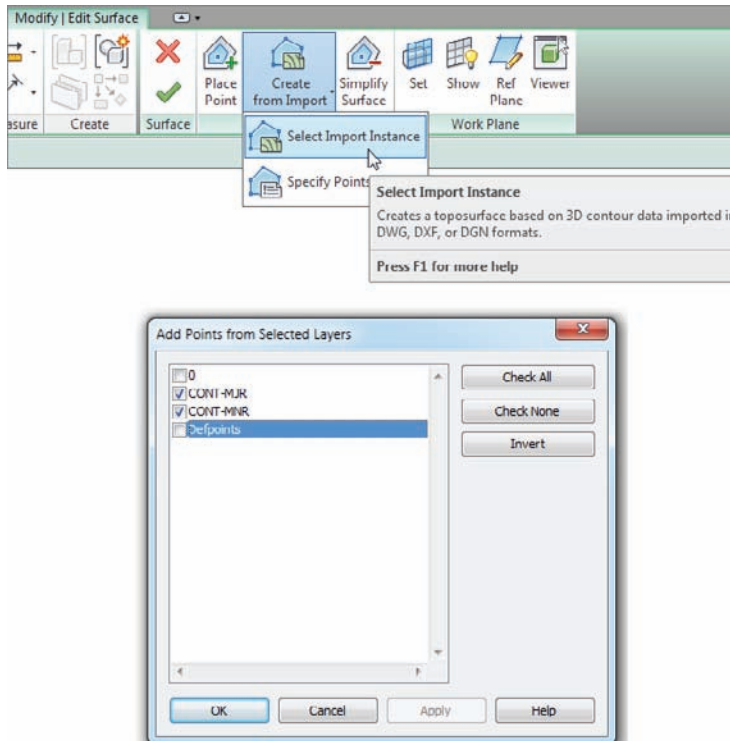 Modify | Edit Surface
Place Point
Create from Import
Simplify Surface
Set
Show
Ref Plane
Viewer
asure
Create
Surface
Work Plane
Select Import Instance
Specify Points
Select Import Instance
Creates a toposurface based on 3D contour data imported i
DWG, DXF, or DGN formats.
Press F1 for more help
Add Points from Selected Layers
0
CONT-MJR
CONT-MNR
Defpoints
Check All
Check None
Invert
OK
Cancel
Apply
Help